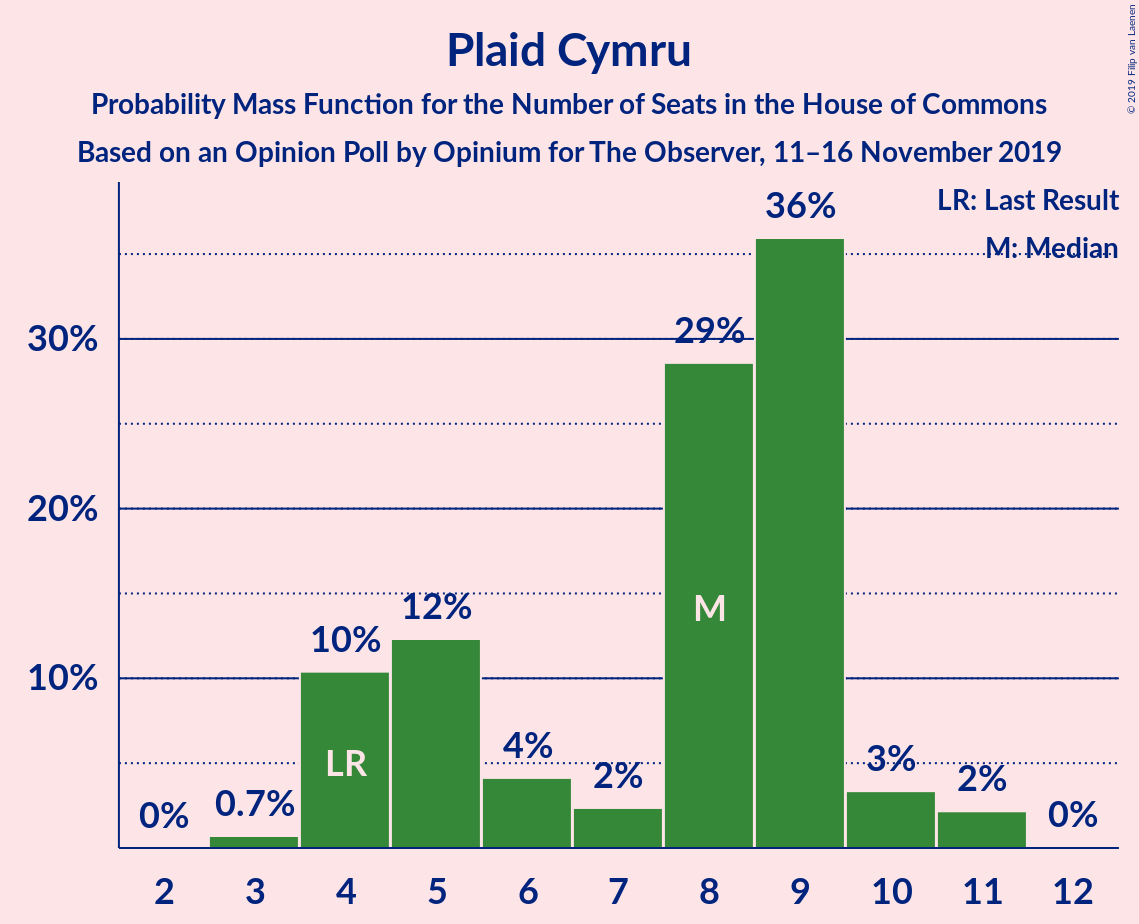 Plaid Cymru
Probability Mass Function for the Number of Seats in the House of Commons
Based on an Opinion Poll by Opinium for The Observer, 11–16 November 2019
© 2019 Filip van Laenen
LR: Last Result
M: Median
36%
29%
30%
20%
12%
10%
10%
M
LR
4%
2%
3%
2%
0%
0.7%
0%
2 3 4 5 6 7 8 9 10 11 12